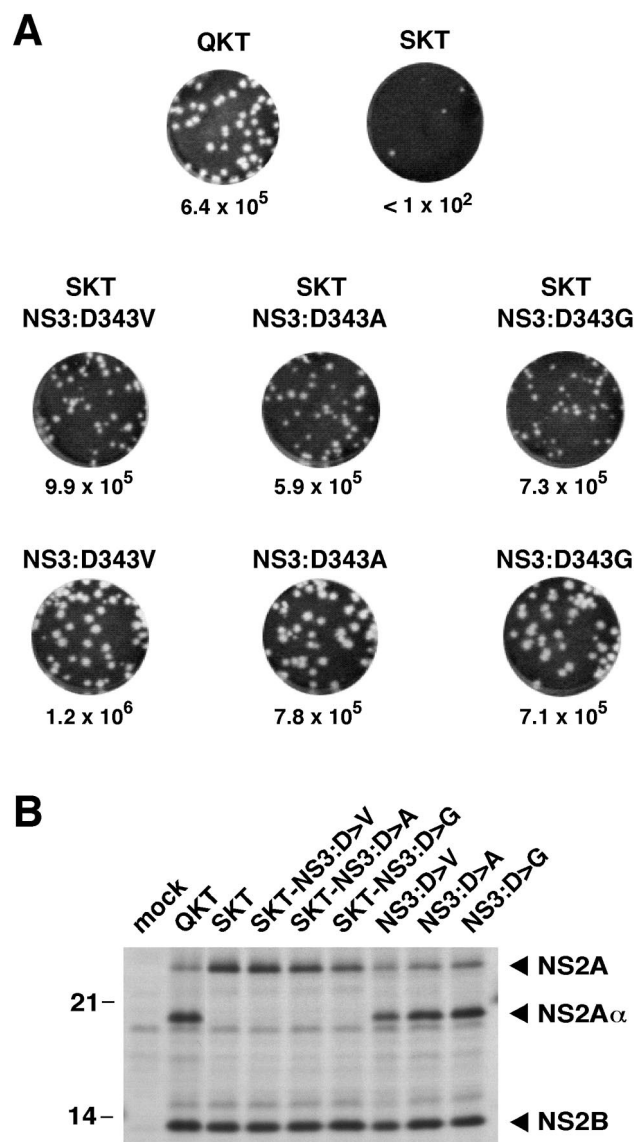 A
QKT SKT
6.4 x 10⁵ < 1 x 10²
SKT SKT SKT
NS3:D343V NS3:D343A NS3:D343G
9.9 x 10⁵ 5.9 x 10⁵ 7.3 x 10⁵
NS3:D343V NS3:D343A NS3:D343G
1.2 x 10⁶ 7.8 x 10⁵ 7.1 x 10⁵
B
mock QKT SKT SKT-NS3:D>V SKT-NS3:D>A SKT-NS3:D>G NS3:D>V NS3:D>A NS3:D>G
◀ NS2A
21–
◀ NS2Aα
14–
◀ NS2B